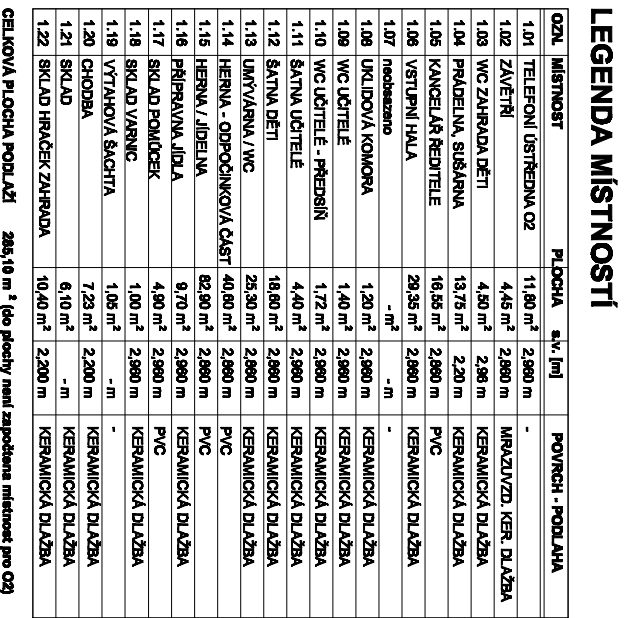 LEGENDA MÍSTNOSTÍ
OZN. MÍSTNOST PLOCHA s.v. [m] POVRCH - PODLAHA
1.01 TELEFONÍ ÚSTŘEDNA O2 11,80 m² 2,960 m -
1.02 ZÁVĚTŘÍ 4,45 m² 2,860 m MRAZUVZD. KER. DLAŽBA
1.03 WC ZAHRADA DĚTI 4,50 m² 2,96 m KERAMICKÁ DLAŽBA
1.04 PRÁDELNA, SUŠÁRNA 13,75 m² 2,20 m KERAMICKÁ DLAŽBA
1.05 KANCELÁŘ ŘEDITELE 16,55 m² 2,860 m PVC
1.06 VSTUPNÍ HALA 29,35 m² 2,860 m KERAMICKÁ DLAŽBA
1.07 neobsazeno - m² - m -
1.08 UKLIDOVÁ KOMORA 1,20 m² 2,960 m KERAMICKÁ DLAŽBA
1.09 WC UČITELÉ 1,40 m² 2,960 m KERAMICKÁ DLAŽBA
1.10 WC UČITELÉ - PŘEDSÍŇ 1,72 m² 2,960 m KERAMICKÁ DLAŽBA
1.11 ŠATNA UČITELÉ 4,40 m² 2,960 m KERAMICKÁ DLAŽBA
1.12 ŠATNA DĚTI 18,60 m² 2,860 m KERAMICKÁ DLAŽBA
1.13 UMÝVÁRNA / WC 25,30 m² 2,860 m KERAMICKÁ DLAŽBA
1.14 HERNA - ODPOČINKOVÁ ČÁST 40,60 m² 2,860 m PVC
1.15 HERNA / JÍDELNA 82,90 m² 2,860 m PVC
1.16 PŘÍPRAVNA JÍDLA 9,70 m² 2,960 m KERAMICKÁ DLAŽBA
1.17 SKLAD POMŮCEK 4,90 m² 2,960 m PVC
1.18 SKLAD VARNIC 1,00 m² 2,960 m KERAMICKÁ DLAŽBA
1.19 VÝTAHOVÁ ŠACHTA 1,05 m² - m -
1.20 CHODBA 7,23 m² 2,200 m KERAMICKÁ DLAŽBA
1.21 SKLAD 6,10 m² - m KERAMICKÁ DLAŽBA
1.22 SKLAD HRAČEK ZAHRADA 10,40 m² 2,200 m KERAMICKÁ DLAŽBA
CELKOVÁ PLOCHA PODLAŽÍ 285,10 m ² (do plochy není započtena místnost pro O2)